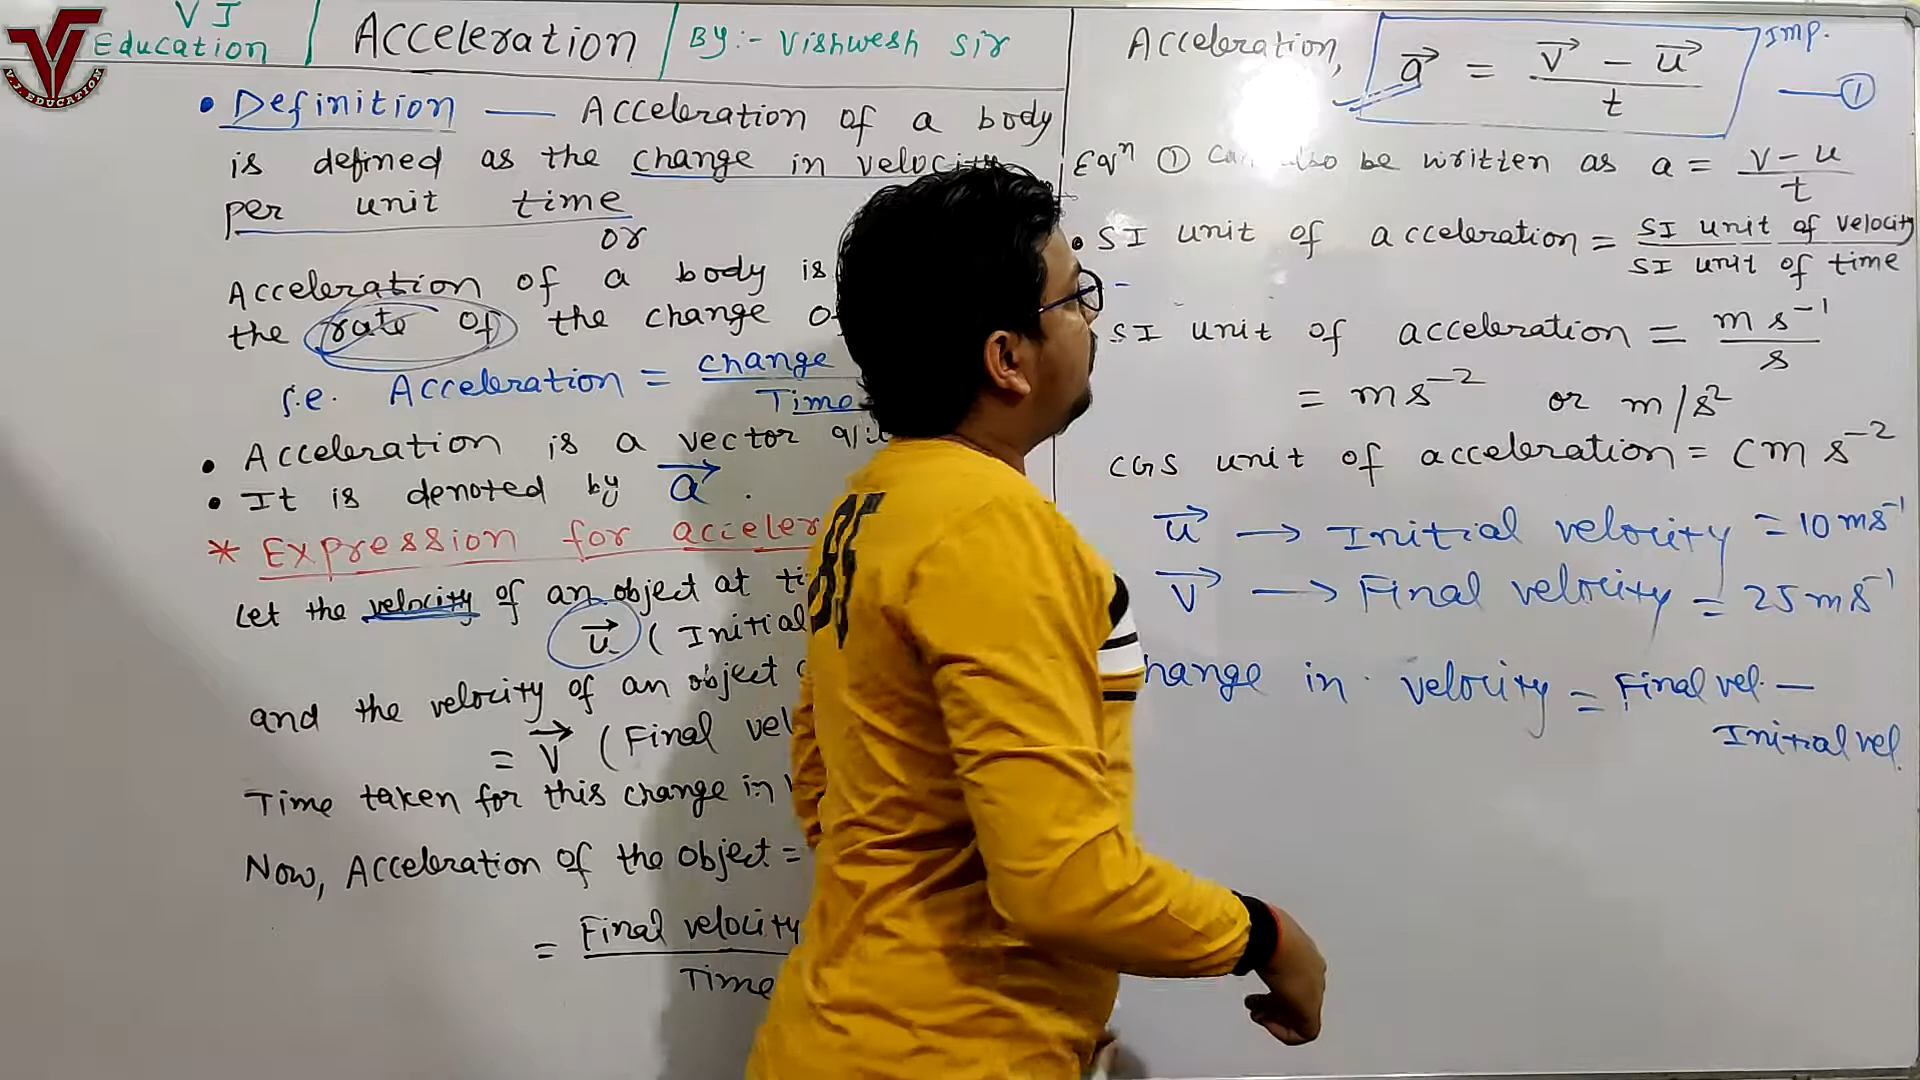 V J
Education
Acceleration
By:- Vishwesh Sir
V.J. EDUCATION
• Definition — Acceleration of a body
is defined as the change in velocity
per unit time
or
Acceleration of a body is
the rate of the change of
i.e. Acceleration = change
Time
• Acceleration is a vector
• It is denoted by a⃗ .
* Expression for
Let the velocity of an object at
u⃗ (Initial
and the velocity of an object
= v⃗ (Final
Time taken for this change in
Now, Acceleration of the object =
= Final velocity
Time
Acceleration, a⃗ = (v⃗ - u⃗)/t Imp. —①
Eqⁿ ① can also be written as a = (v - u)/t
• SI unit of acceleration = SI unit of velocity
SI unit of time
SI unit of acceleration = m s⁻¹/s
= m s⁻² or m/s²
CGS unit of acceleration = cm s⁻²
u⃗ → Initial velocity = 10 ms⁻¹
v⃗ → Final velocity = 25 ms⁻¹
hange in velocity = Final vel. —
Initial vel.